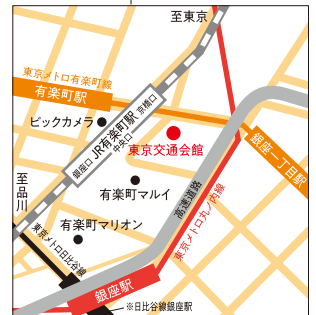 至東京
東京メトロ有楽町線
有楽町駅
ビックカメラ
京橋口
JR有楽町駅
中央口
銀座口
東京交通会館
銀座一丁目駅
至品川
有楽町マルイ
高速道路
東京メトロ丸ノ内線
有楽町マリオン
東京メトロ日比谷線
銀座駅
※日比谷線銀座駅